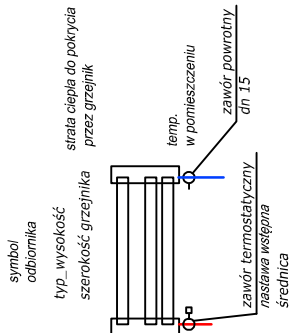 symbol
odbiornika
typ_wysokość
szerokość grzejnika
strata ciepła do pokrycia
przez grzejnik
temp.
w pomieszczeniu
zawór powrotny
dn 15
zawór termostatyczny
nastawa wstępna
średnica